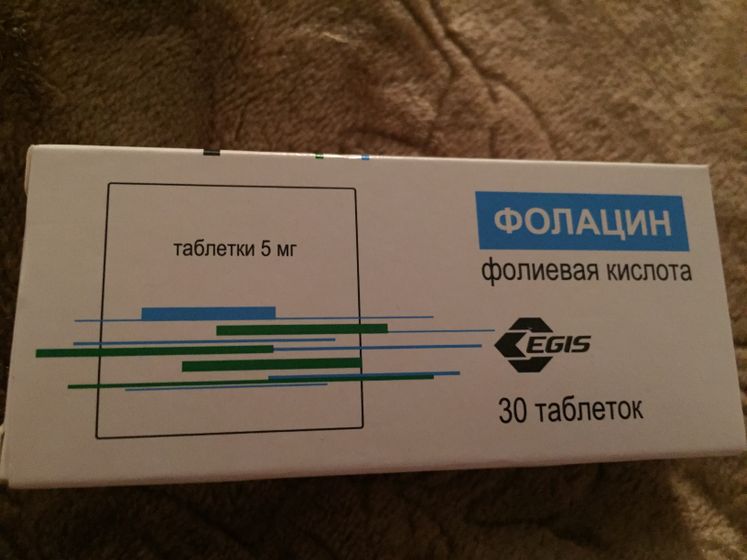 таблетки 5 мг
ФОЛАЦИН
фолиевая кислота
EGIS
30 таблеток